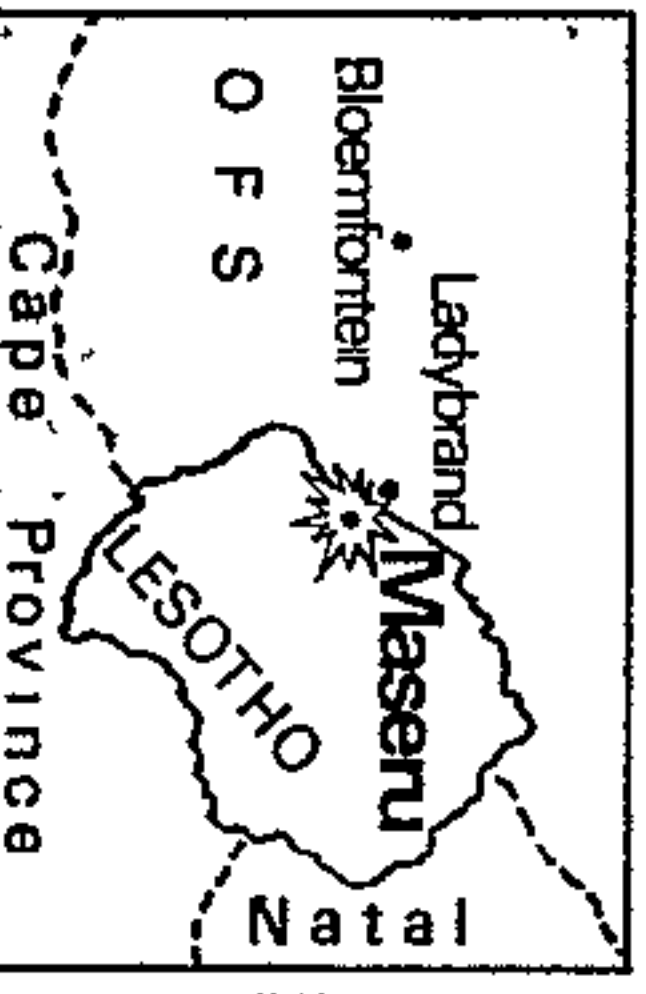 Ladybrand
Bloemfontein
Maseru
O F S
LESOTHO
Natal
Cape Province